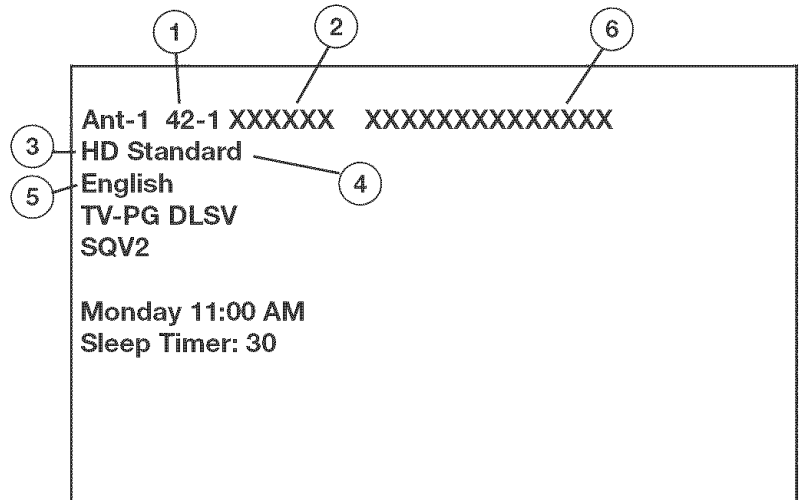 1
2
6
Ant-1 42-1 XXXXXX XXXXXXXXXXXXXX
3
HD Standard
4
5
English
TV-PG DLSV
SQV2
Monday 11:00 AM
Sleep Timer: 30